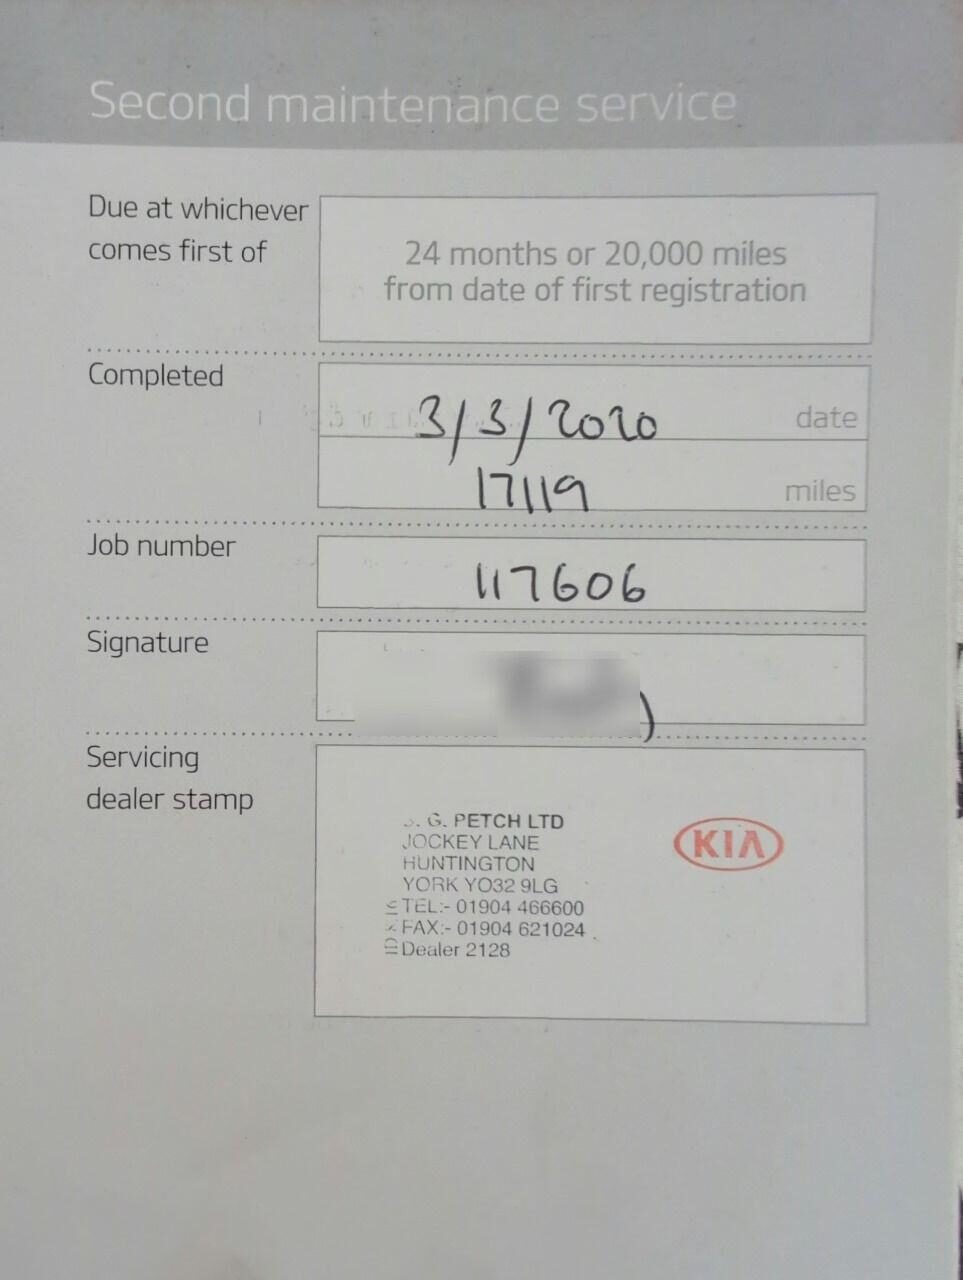 Second maintenance service
Due at whichever
comes first of
24 months or 20,000 miles
from date of first registration
Completed
3/3/2020 date
17119 miles
Job number
117606
Signature
Servicing
dealer stamp
G. PETCH LTD
JOCKEY LANE
HUNTINGTON
YORK YO32 9LG
TEL:- 01904 466600
FAX:- 01904 621024
Dealer 2128
KIA